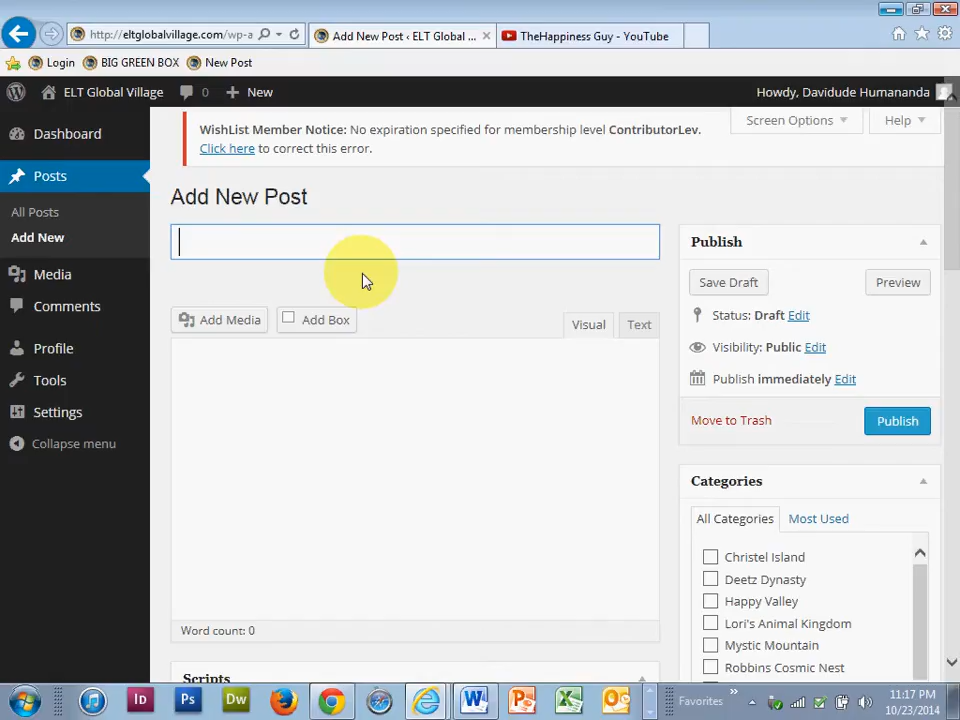 http://eltglobalvillage.com/wp-a
Add New Post ‹ ELT Global ...
TheHappiness Guy - YouTube
Login
BIG GREEN BOX
New Post
ELT Global Village
0
New
Howdy, Davidude Humananda
Dashboard
Posts
All Posts
Add New
Media
Comments
Profile
Tools
Settings
Collapse menu
WishList Member Notice: No expiration specified for membership level ContributorLev.
Click here to correct this error.
Screen Options
Help
Add New Post
Add Media
Add Box
Visual
Text
Word count: 0
Scripts
Publish
Save Draft
Preview
Status: Draft Edit
Visibility: Public Edit
Publish immediately Edit
Move to Trash
Publish
Categories
All Categories
Most Used
Christel Island
Deetz Dynasty
Happy Valley
Lori's Animal Kingdom
Mystic Mountain
Robbins Cosmic Nest
Id
Ps
Dw
Favorites
11:17 PM
10/23/2014